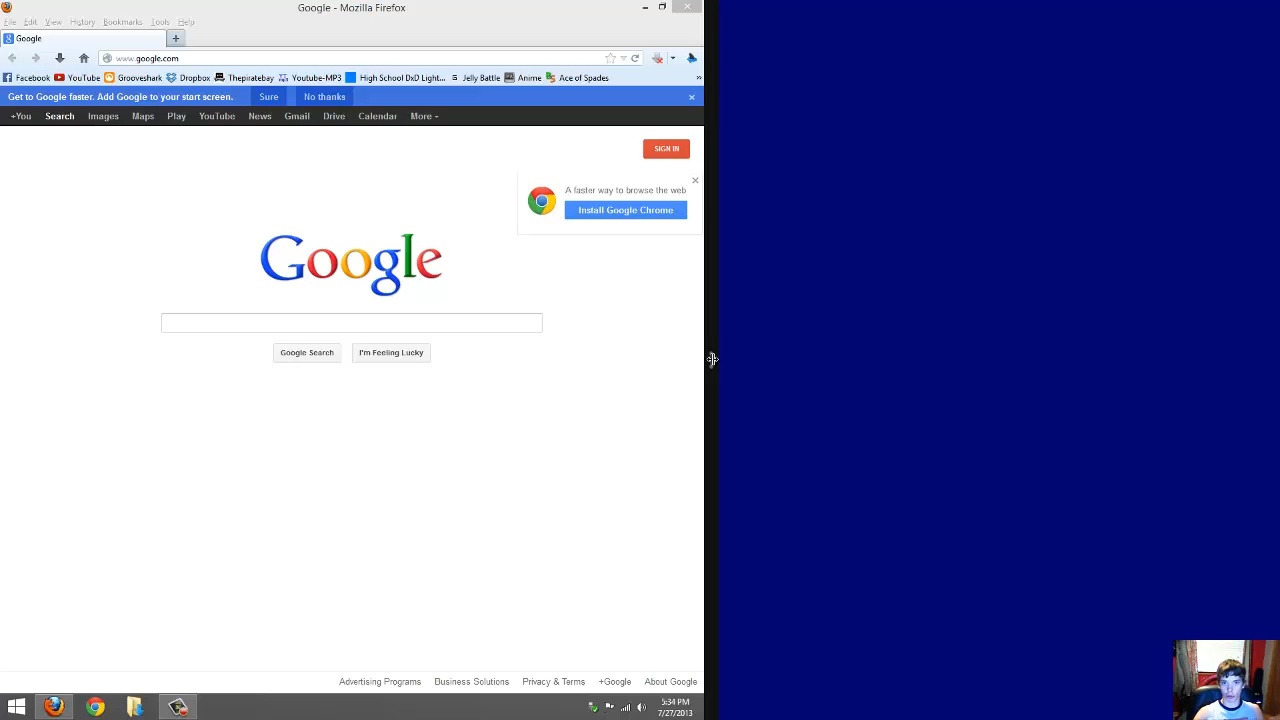 Google - Mozilla Firefox
File Edit View History Bookmarks Tools Help
Google
www.google.com
Facebook YouTube Grooveshark Dropbox Thepiratebay Youtube-MP3 High School DxD Light... Jelly Battle Anime Ace of Spades »
Get to Google faster. Add Google to your start screen. Sure No thanks
+You Search Images Maps Play YouTube News Gmail Drive Calendar More
SIGN IN
A faster way to browse the web
Install Google Chrome
Google
Google Search I'm Feeling Lucky
Advertising Programs Business Solutions Privacy & Terms +Google About Google
5:34 PM
7/27/2013